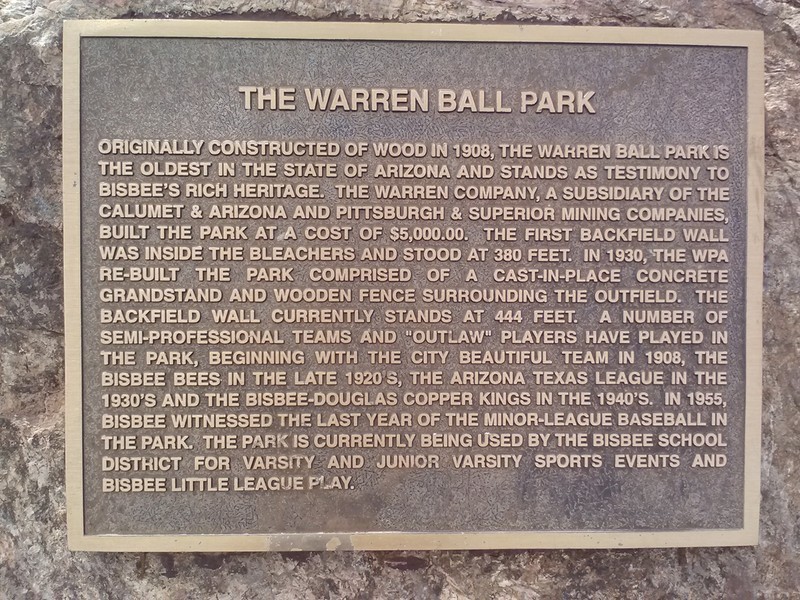 THE WARREN BALL PARK
ORIGINALLY CONSTRUCTED OF WOOD IN 1908, THE WARREN BALL PARK IS
THE OLDEST IN THE STATE OF ARIZONA AND STANDS AS TESTIMONY TO
BISBEE'S RICH HERITAGE. THE WARREN COMPANY, A SUBSIDIARY OF THE
CALUMET & ARIZONA AND PITTSBURGH & SUPERIOR MINING COMPANIES,
BUILT THE PARK AT A COST OF $5,000.00. THE FIRST BACKFIELD WALL
WAS INSIDE THE BLEACHERS AND STOOD AT 380 FEET. IN 1930, THE WPA
RE-BUILT THE PARK COMPRISED OF A CAST-IN-PLACE CONCRETE
GRANDSTAND AND WOODEN FENCE SURROUNDING THE OUTFIELD. THE
BACKFIELD WALL CURRENTLY STANDS AT 444 FEET. A NUMBER OF
SEMI-PROFESSIONAL TEAMS AND "OUTLAW" PLAYERS HAVE PLAYED IN
THE PARK, BEGINNING WITH THE CITY BEAUTIFUL TEAM IN 1908, THE
BISBEE BEES IN THE LATE 1920'S, THE ARIZONA TEXAS LEAGUE IN THE
1930'S AND THE BISBEE-DOUGLAS COPPER KINGS IN THE 1940'S. IN 1955,
BISBEE WITNESSED THE LAST YEAR OF THE MINOR-LEAGUE BASEBALL IN
THE PARK. THE PARK IS CURRENTLY BEING USED BY THE BISBEE SCHOOL
DISTRICT FOR VARSITY AND JUNIOR VARSITY SPORTS EVENTS AND
BISBEE LITTLE LEAGUE PLAY.